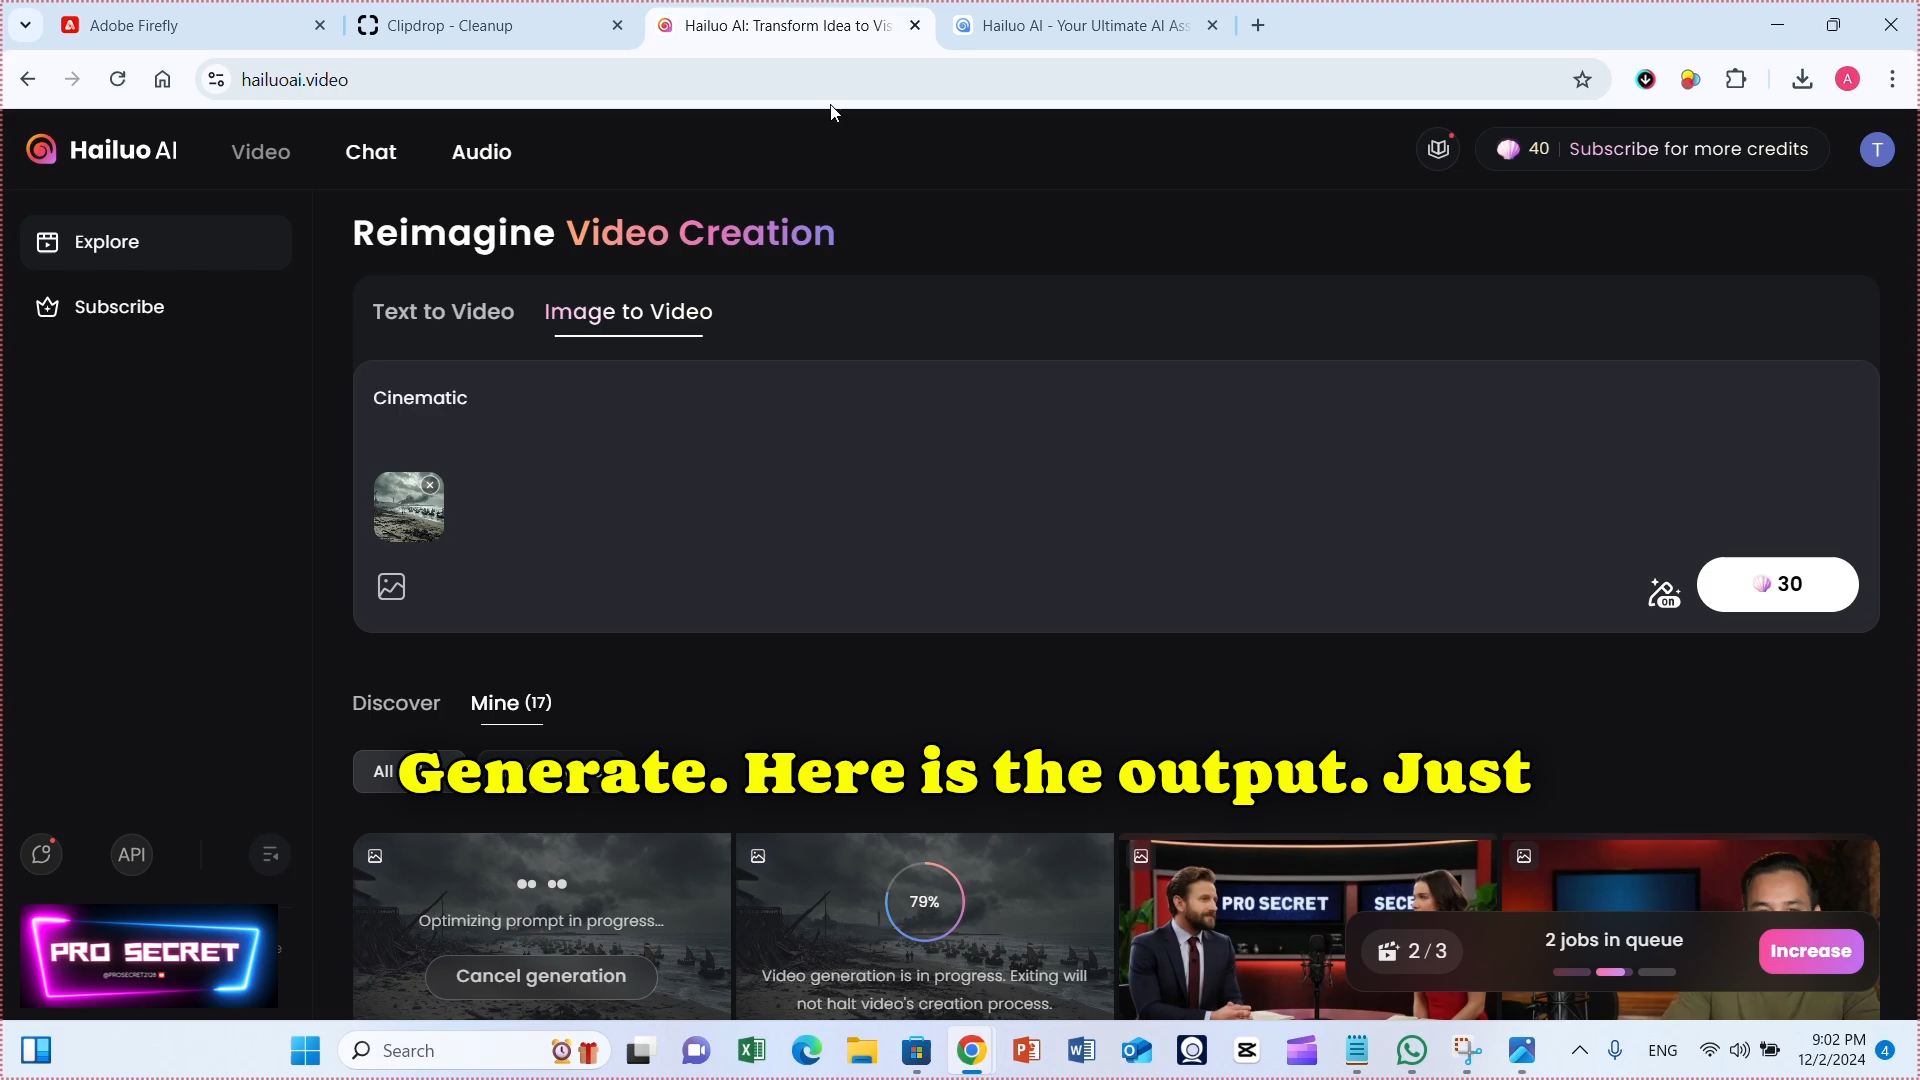 Adobe Firefly
Clipdrop - Cleanup
Hailuo AI: Transform Idea to Vis
Hailuo AI - Your Ultimate AI Ass
hailuoai.video
A
Hailuo AI
Video
Chat
Audio
40
Subscribe for more credits
T
Explore
Subscribe
Reimagine Video Creation
Text to Video
Image to Video
Cinematic
on
30
Discover
Mine (17)
All
Generate. Here is the output. Just
Optimizing prompt in progress...
Cancel generation
79%
Video generation is in progress. Exiting will
not halt video's creation process.
PRO SECRET
SECR
2 / 3
2 jobs in queue
Increase
API
PRO SECRET
@PROSECRET2128
Search
ENG
9:02 PM
12/2/2024
4